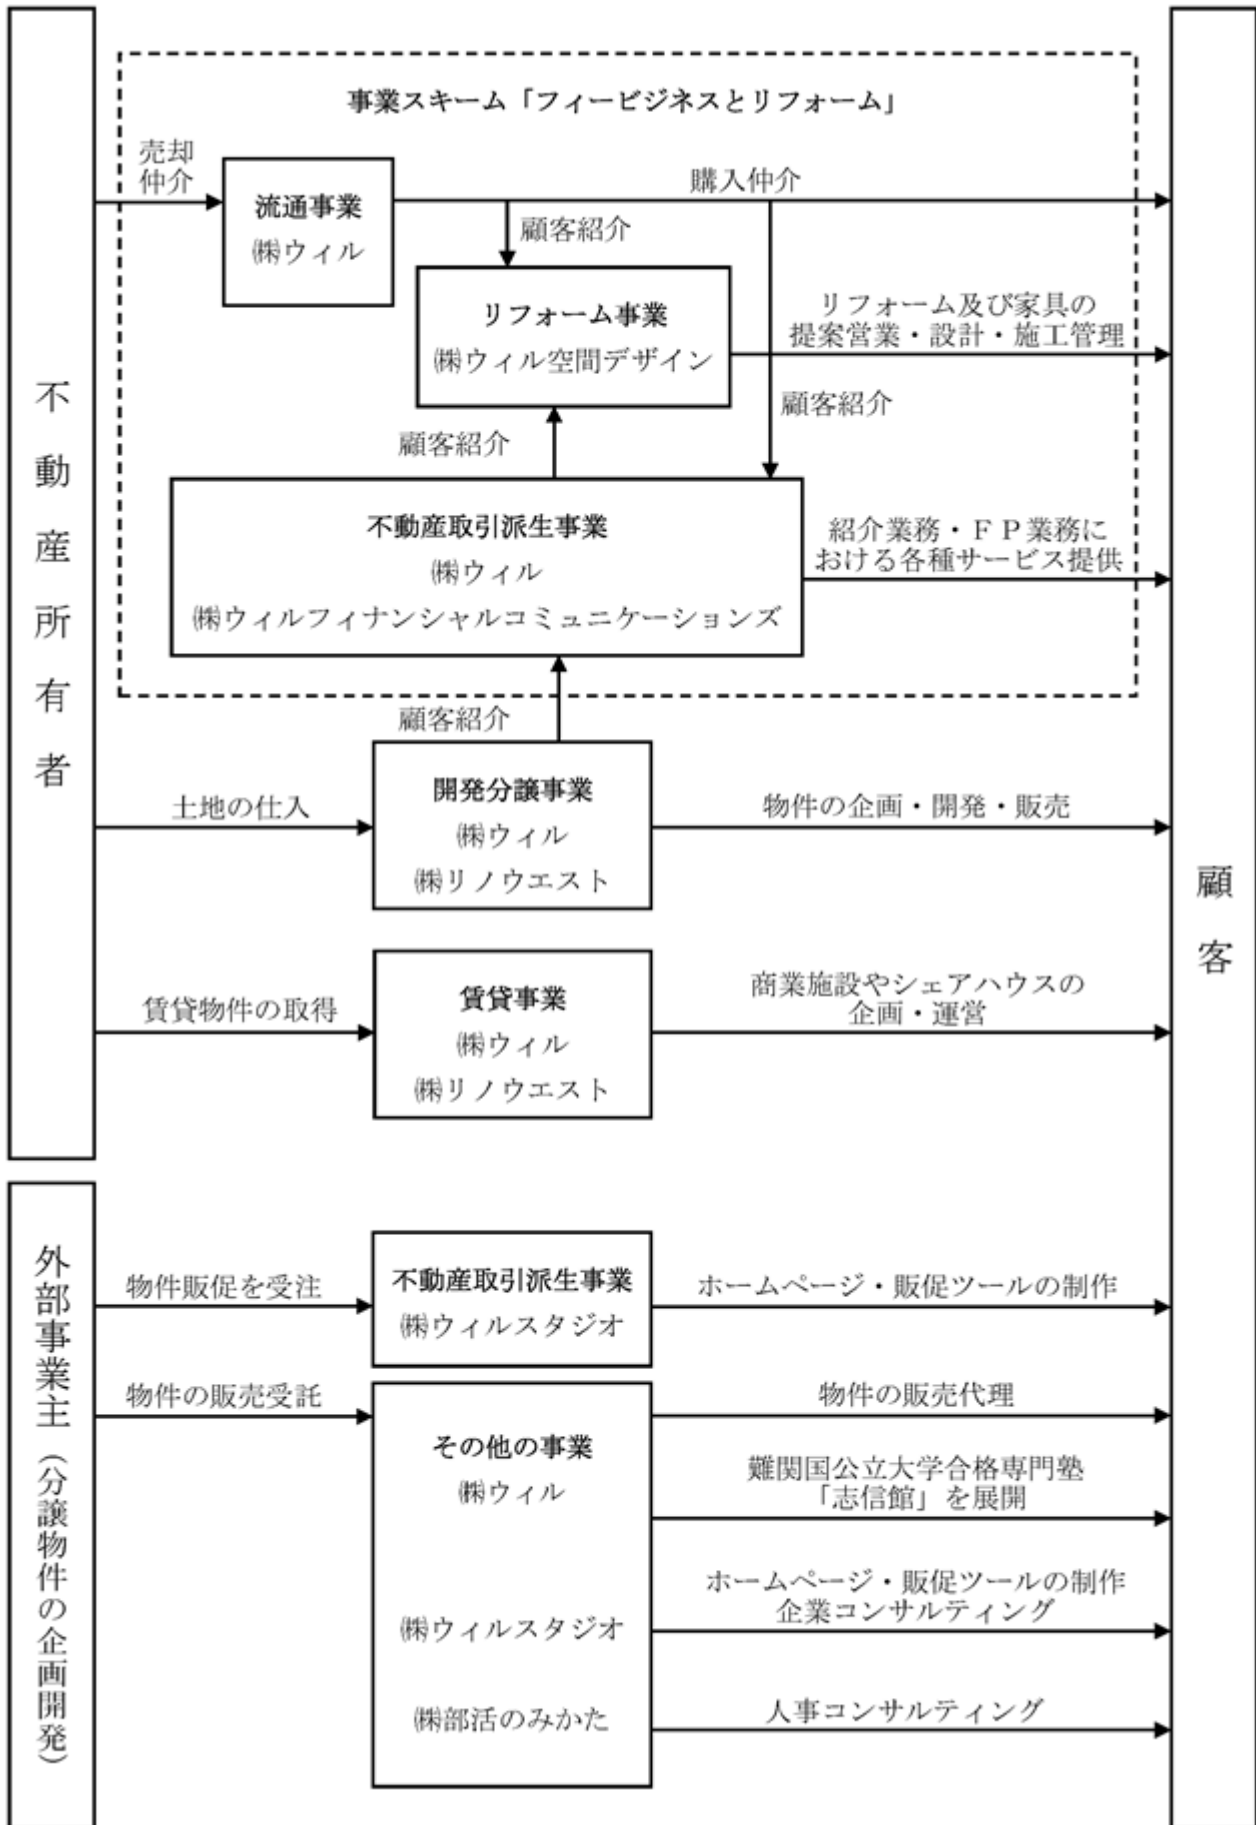 事業スキーム「フィービジネスとリフォーム」
売却
仲介
流通事業
㈱ウィル
購入仲介
顧客紹介
リフォーム事業
㈱ウィル空間デザイン
リフォーム及び家具の
提案営業・設計・施工管理
顧客紹介
顧客紹介
不動産取引派生事業
㈱ウィル
㈱ウィルフィナンシャルコミュニケーションズ
紹介業務・ＦＰ業務に
おける各種サービス提供
顧客紹介
不動産所有者
土地の仕入
開発分譲事業
㈱ウィル
㈱リノウエスト
物件の企画・開発・販売
顧客
賃貸物件の取得
賃貸事業
㈱ウィル
㈱リノウエスト
商業施設やシェアハウスの
企画・運営
外部事業主（分譲物件の企画開発）
物件販促を受注
不動産取引派生事業
㈱ウィルスタジオ
ホームページ・販促ツールの制作
物件の販売受託
その他の事業
㈱ウィル
物件の販売代理
難関国公立大学合格専門塾
「志信館」を展開
㈱ウィルスタジオ
ホームページ・販促ツールの制作
企業コンサルティング
㈱部活のみかた
人事コンサルティング